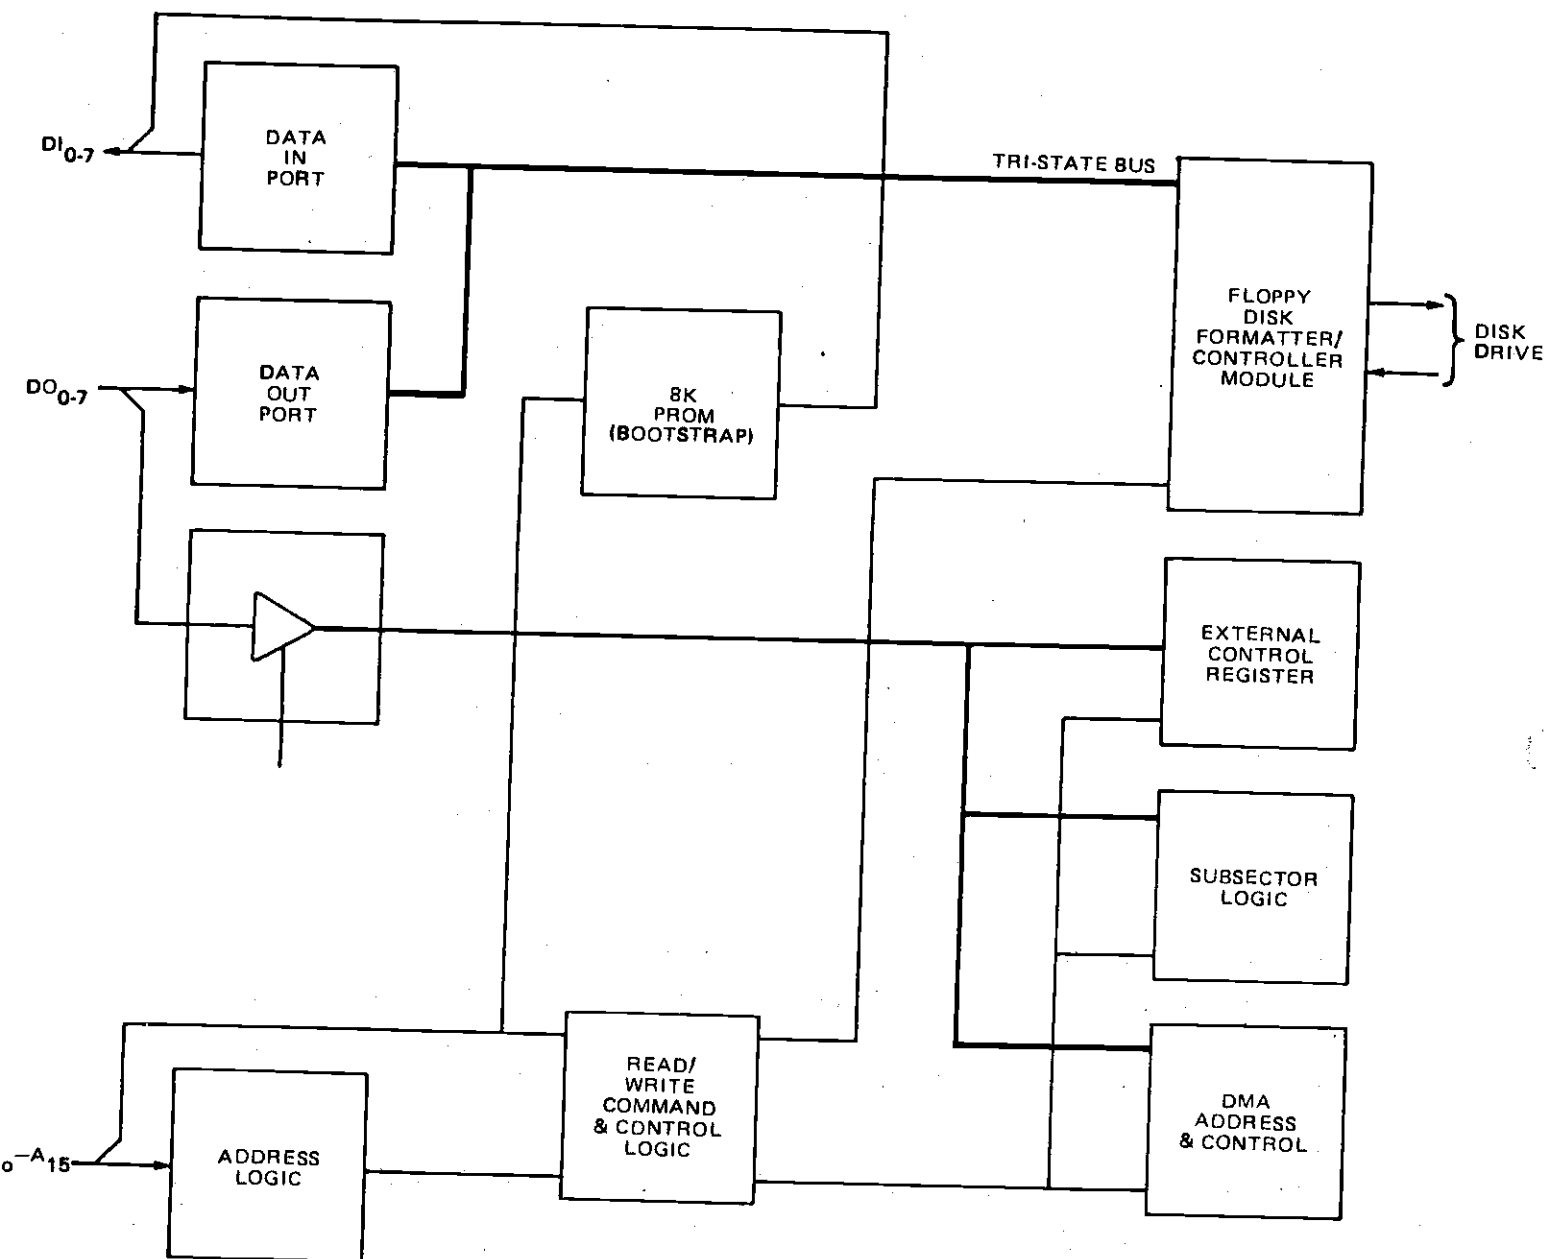 DATA
IN
PORT
DI0-7
TRI-STATE BUS
FLOPPY
DISK
FORMATTER/
CONTROLLER
MODULE
DISK
DRIVE
DATA
OUT
PORT
DO0-7
8K
PROM
(BOOTSTRAP)
EXTERNAL
CONTROL
REGISTER
SUBSECTOR
LOGIC
READ/
WRITE
COMMAND
& CONTROL
LOGIC
DMA
ADDRESS
& CONTROL
o-A15
ADDRESS
LOGIC